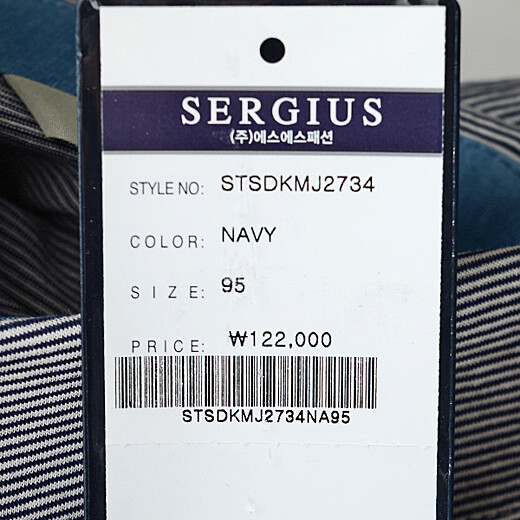 SERGIUS
(주)에스에스패션
STYLE NO: STSDKMJ2734
COLOR: NAVY
SIZE: 95
PRICE: ₩122,000
STSDKMJ2734NA95